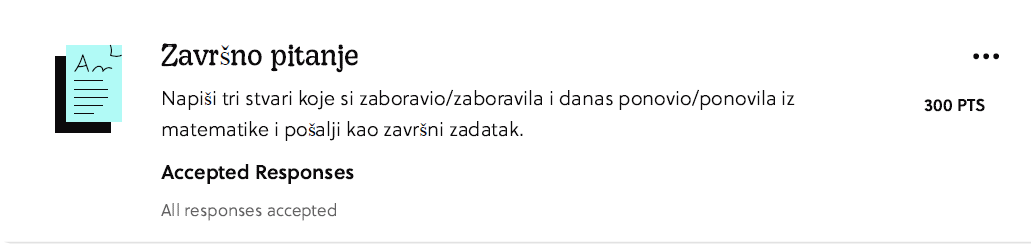 Završno pitanje
Napiši tri stvari koje si zaboravio/zaboravila i danas ponovio/ponovila iz
300 PTS
matematike i pošalji kao završni zadatak.
Accepted Responses
All responses accepted